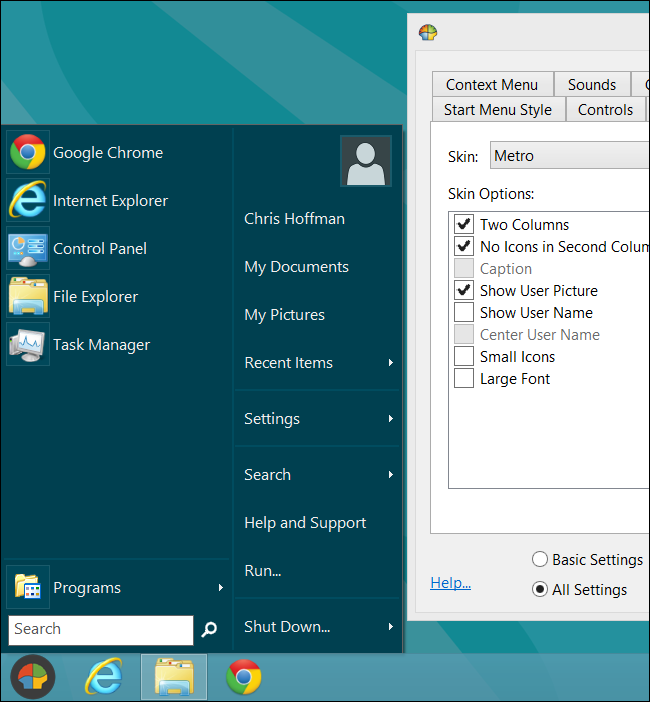 Google Chrome
Internet Explorer
Control Panel
File Explorer
Task Manager
Programs
Search
Chris Hoffman
My Documents
My Pictures
Recent Items
Settings
Search
Help and Support
Run...
Shut Down...
Context Menu
Sounds
Start Menu Style
Controls
Skin:
Metro
Skin Options:
Two Columns
No Icons in Second Colum
Caption
Show User Picture
Show User Name
Center User Name
Small Icons
Large Font
Help...
Basic Settings
All Settings